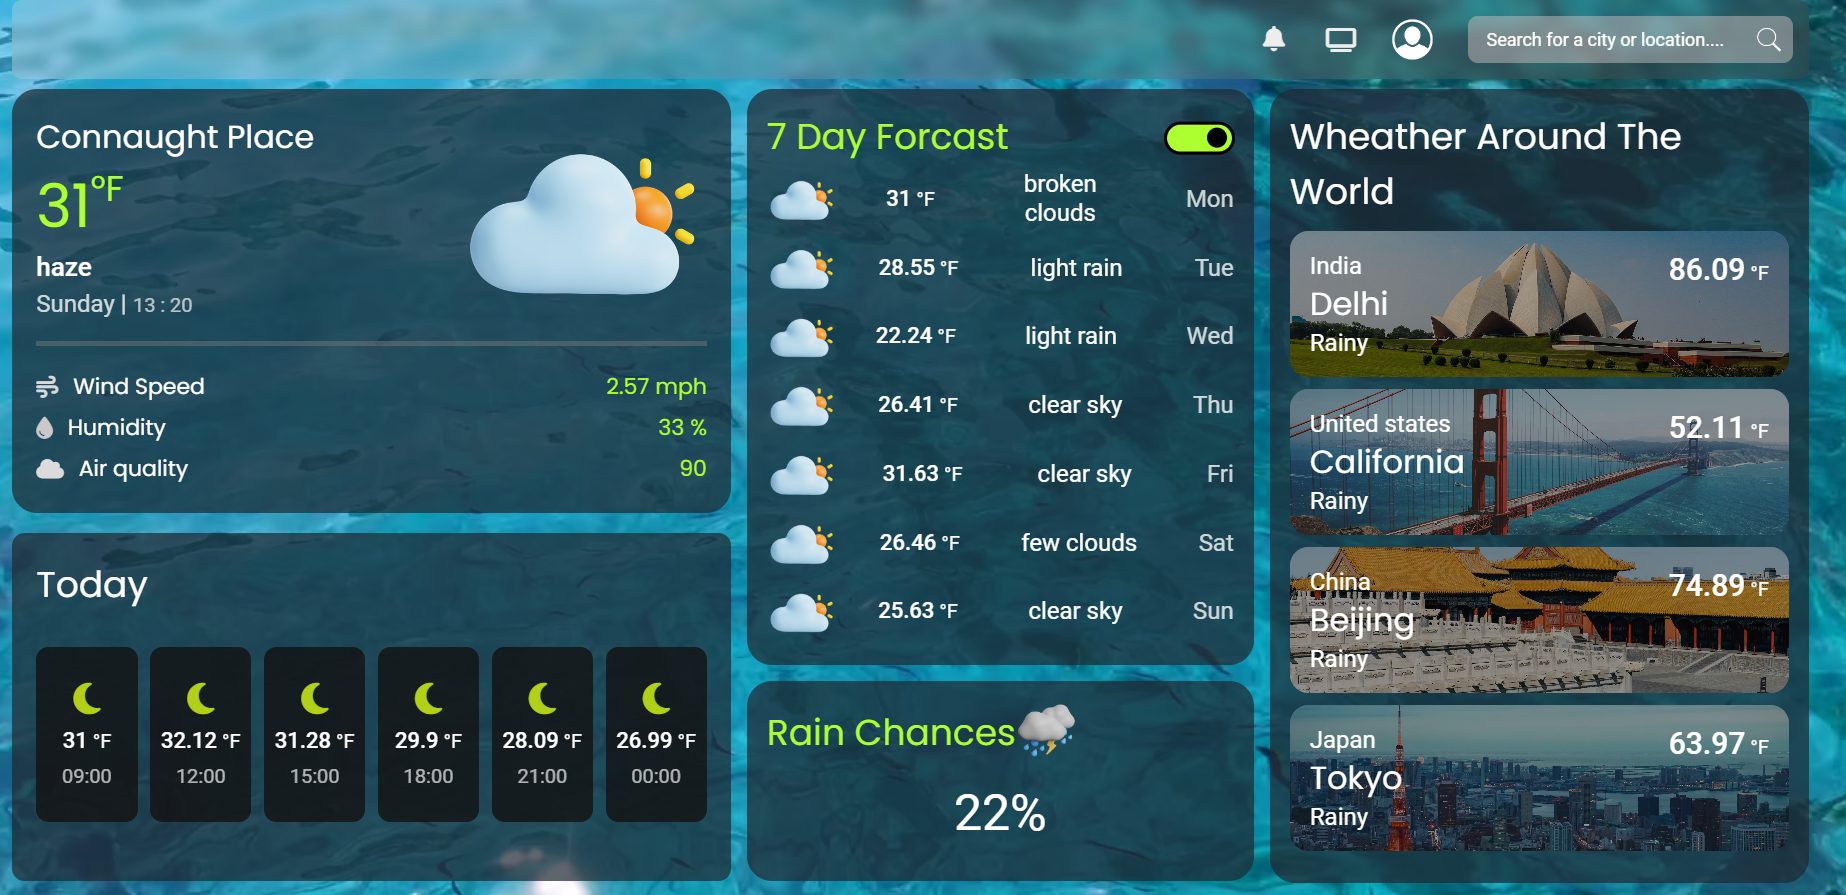 Search for a city or location....
Connaught Place
31°F
haze
Sunday | 13 : 20
Wind Speed 2.57 mph
Humidity 33 %
Air quality 90
Today
31 °F 32.12 °F 31.28 °F 29.9 °F 28.09 °F 26.99 °F
09:00 12:00 15:00 18:00 21:00 00:00
7 Day Forcast
31 °F broken clouds Mon
28.55 °F light rain Tue
22.24 °F light rain Wed
26.41 °F clear sky Thu
31.63 °F clear sky Fri
26.46 °F few clouds Sat
25.63 °F clear sky Sun
Rain Chances
22%
Wheather Around The
World
India
86.09 °F
Delhi
Rainy
United states
52.11 °F
California
Rainy
China
74.89 °F
Beijing
Rainy
Japan
63.97 °F
Tokyo
Rainy